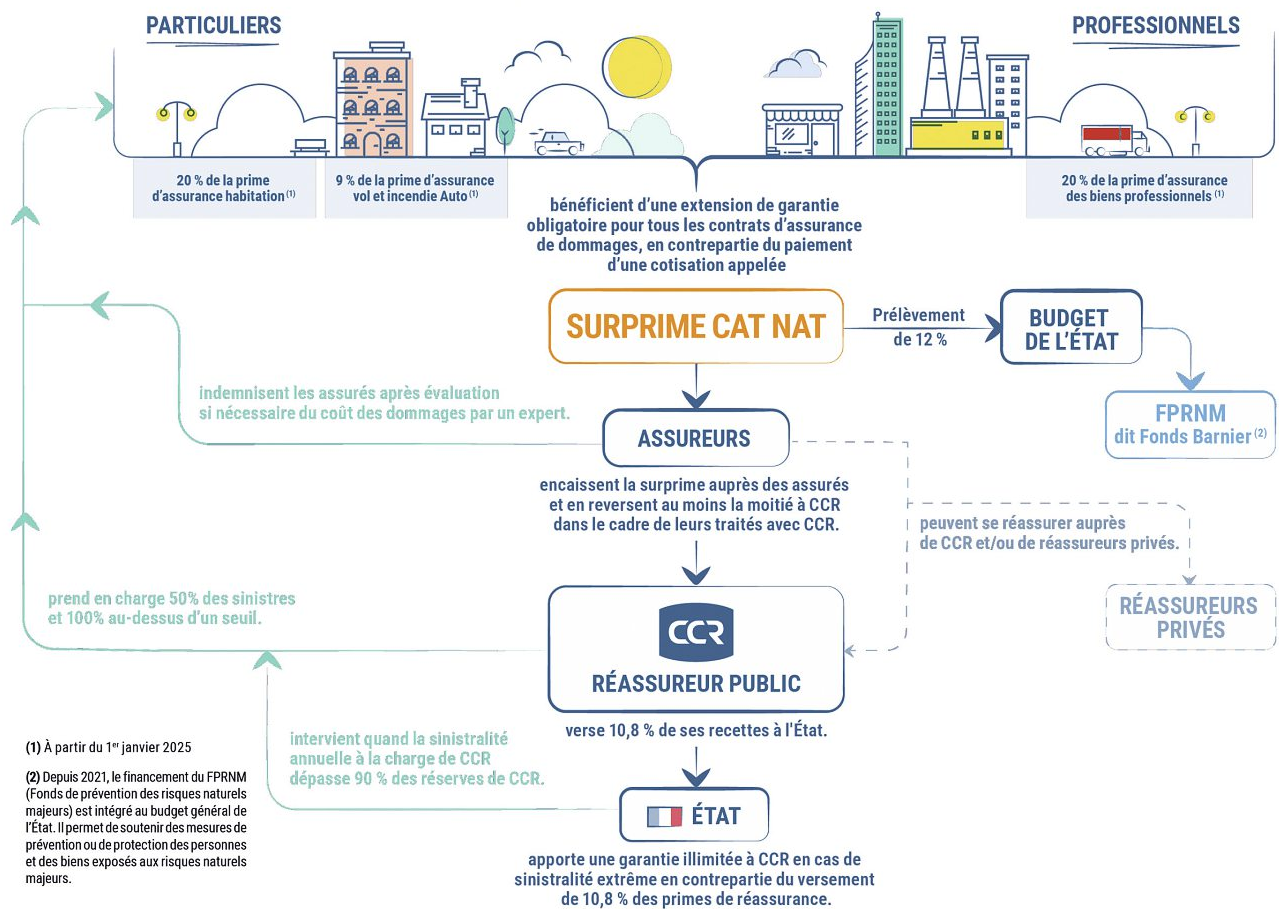 PARTICULIERS
PROFESSIONNELS
20 % de la prime
d'assurance habitation (1)
9 % de la prime d'assurance
vol et incendie Auto (1)
20 % de la prime d'assurance
des biens professionnels (1)
bénéficient d'une extension de garantie
obligatoire pour tous les contrats d'assurance
de dommages, en contrepartie du paiement
d'une cotisation appelée
SURPRIME CAT NAT
Prélèvement
de 12 %
BUDGET
DE L'ÉTAT
FPRNM
dit Fonds Barnier (2)
indemnisent les assurés après évaluation
si nécessaire du coût des dommages par un expert.
ASSUREURS
encaissent la surprime auprès des assurés
et en reversent au moins la moitié à CCR
dans le cadre de leurs traités avec CCR.
peuvent se réassurer auprès
de CCR et/ou de réassureurs privés.
RÉASSUREURS
PRIVÉS
prend en charge 50% des sinistres
et 100% au-dessus d'un seuil.
CCR
RÉASSUREUR PUBLIC
verse 10,8 % de ses recettes à l'État.
intervient quand la sinistralité
annuelle à la charge de CCR
dépasse 90 % des réserves de CCR.
ÉTAT
apporte une garantie illimitée à CCR en cas de
sinistralité extrême en contrepartie du versement
de 10,8 % des primes de réassurance.
(1) À partir du 1er janvier 2025
(2) Depuis 2021, le financement du FPRNM
(Fonds de prévention des risques naturels
majeurs) est intégré au budget général de
l'État. Il permet de soutenir des mesures de
prévention ou de protection des personnes
et des biens exposés aux risques naturels
majeurs.